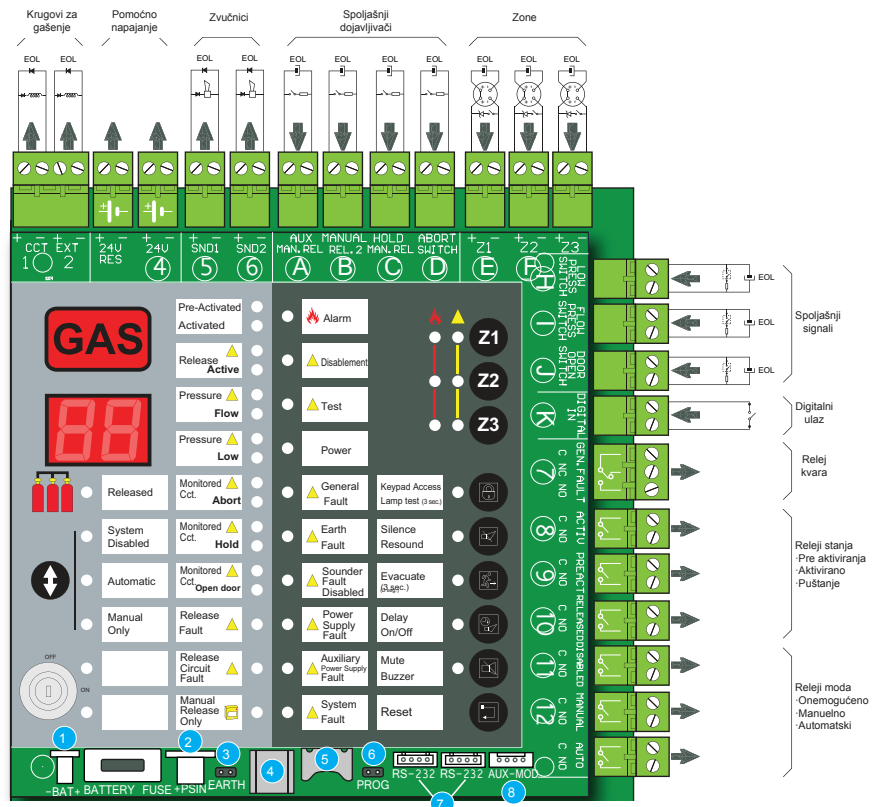 Krugovi za
gašenje
Pomoćno
napajanje
Zvučnici
Spoljašnji
dojavljivači
Zone
EOL
EOL
EOL
EOL
EOL
EOL
EOL
EOL
EOL
EOL
EOL
+ - + -
CCT EXT
1 2
+ -
24V
RES
+ -
24V
4
+ -
SND1
5
+ -
SND2
6
AUX
MAN.REL
A
MANUAL
REL.2
B
HOLD
MAN.REL
C
ABORT
SWITCH
D
+ -
Z1
E
+ -
Z2
F
+ -
Z3
LOW
PRESS
SWITCH
H
EOL
FLOW
PRESS
SWITCH
I
EOL
DOOR
OPEN
SWITCH
J
EOL
Spoljašnji
signali
DIGITAL
IN
K
Digitalni
ulaz
GEN.FAULT
C NC NO
7
Relej
kvara
ACTIV
C NO
8
PREACT
C NO
9
RELEASED
C NO
10
Releji stanja
·Pre aktiviranja
·Aktivirano
·Puštanje
DISABLED
C NO
11
MANUAL
C NO
12
AUTO
C NO
Releji moda
·Onemogućeno
·Manuelno
·Automatski
GAS
88
Pre-Activated
Activated
Release
Active
Pressure
Flow
Pressure
Low
Released
Monitored
Cct.
Abort
System
Disabled
Monitored
Cct.
Hold
Automatic
Monitored
Cct.
Open door
Manual
Only
Release
Fault
Release
Circuit
Fault
Manual
Release
Only
OFF
ON
Alarm
Disablement
Test
Power
General
Fault
Earth
Fault
Sounder
Fault
Disabled
Power
Supply
Fault
Auxiliary
Power Supply
Fault
System
Fault
Z1
Z2
Z3
Keypad Access
Lamp test (3 sec.)
Silence
Resound
Evacuate
(3 sec.)
Delay
On/Off
Mute
Buzzer
Reset
1
-BAT+
BATTERY FUSE
2
+PSIN
3
EARTH
4
5
6
PROG
RS-232
RS-232
7
AUX-MOD.
8